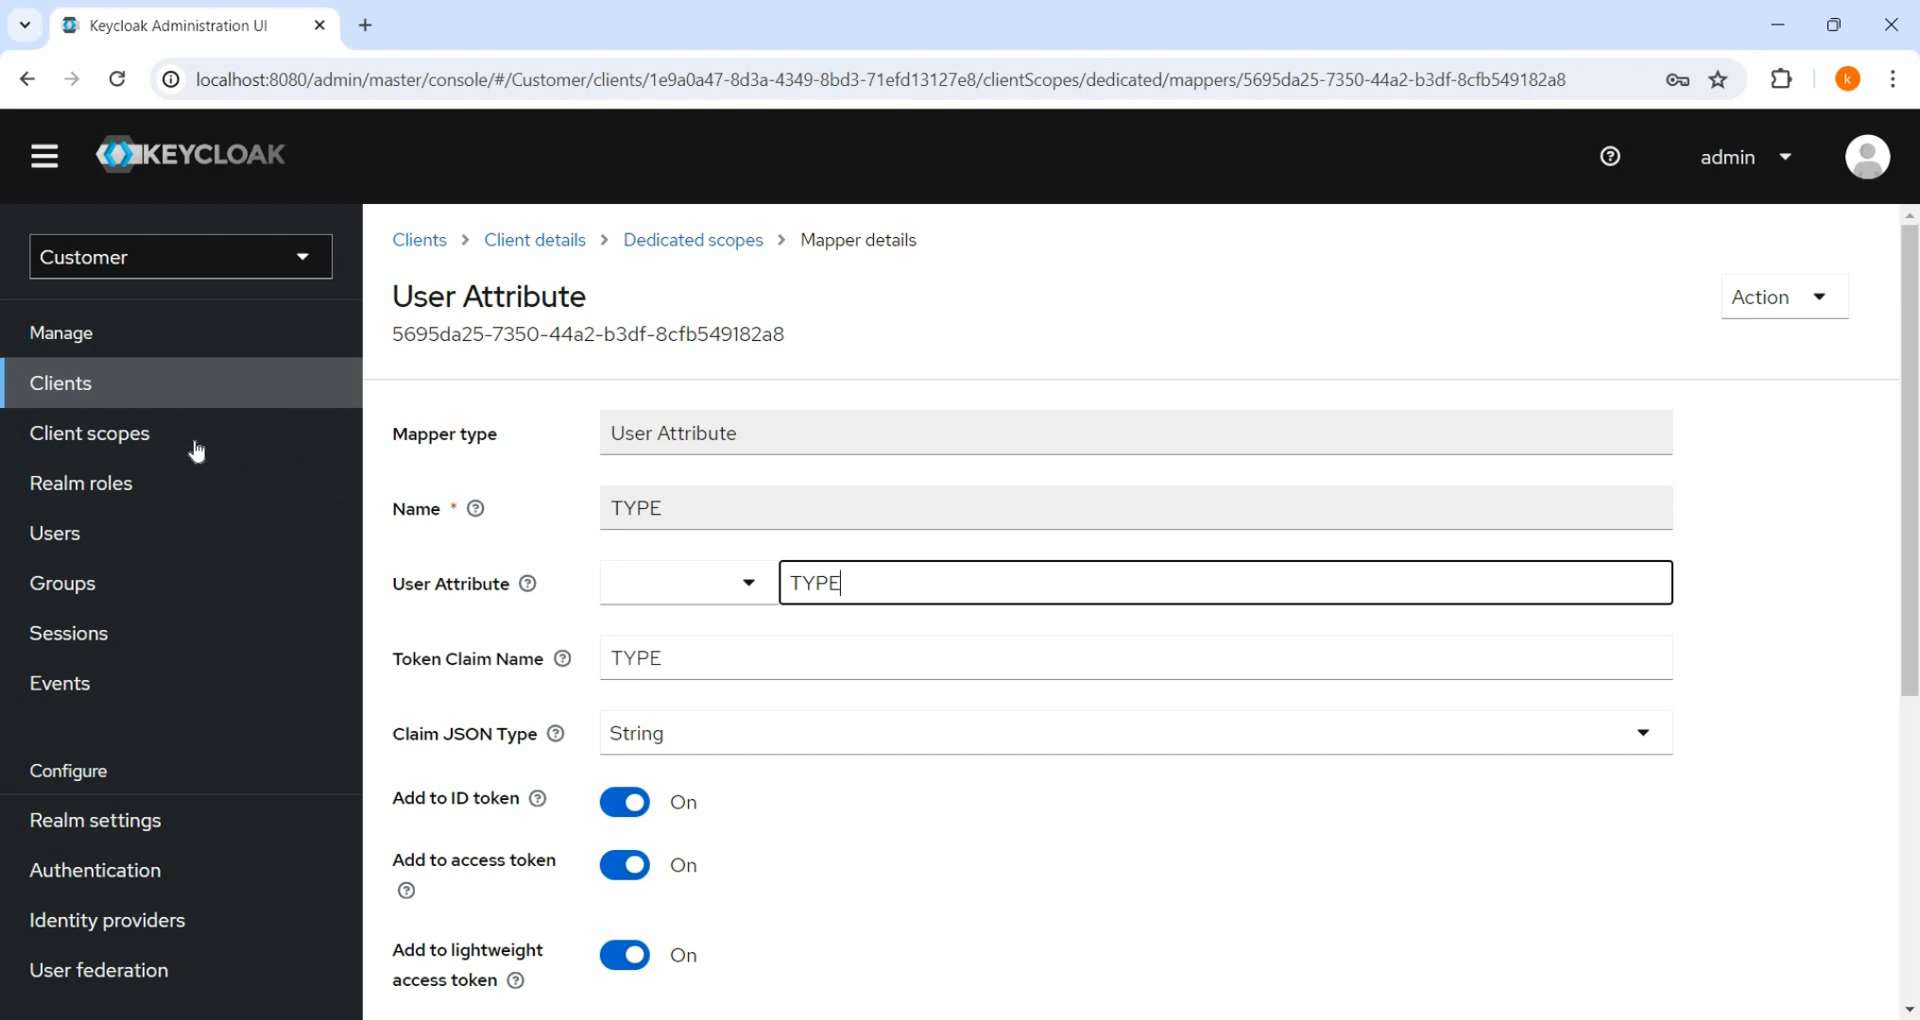 Keycloak Administration UI
localhost:8080/admin/master/console/#/Customer/clients/1e9a0a47-8d3a-4349-8bd3-71efd13127e8/clientScopes/dedicated/mappers/5695da25-7350-44a2-b3df-8cfb549182a8
k
KEYCLOAK
admin
Customer
Manage
Clients
Client scopes
Realm roles
Users
Groups
Sessions
Events
Configure
Realm settings
Authentication
Identity providers
User federation
Clients > Client details > Dedicated scopes > Mapper details
User Attribute
Action
5695da25-7350-44a2-b3df-8cfb549182a8
Mapper type User Attribute
Name * TYPE
User Attribute TYPE
Token Claim Name TYPE
Claim JSON Type String
Add to ID token On
Add to access token On
Add to lightweight
access token On